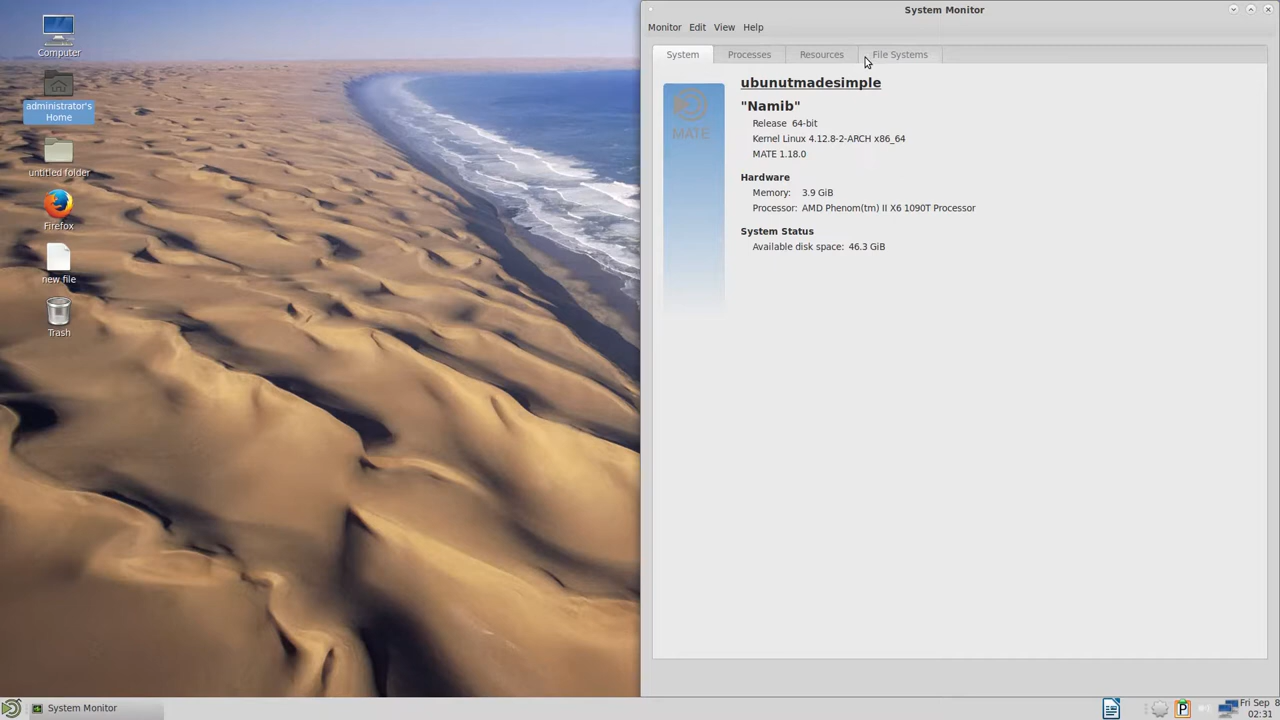 Computer
administrator's
Home
untitled folder
Firefox
new file
Trash
System Monitor
Monitor Edit View Help
System Processes Resources File Systems
MATE
ubunutmadesimple
"Namib"
Release 64-bit
Kernel Linux 4.12.8-2-ARCH x86_64
MATE 1.18.0
Hardware
Memory: 3.9 GiB
Processor: AMD Phenom(tm) II X6 1090T Processor
System Status
Available disk space: 46.3 GiB
System Monitor
P
Fri Sep 8
02:31